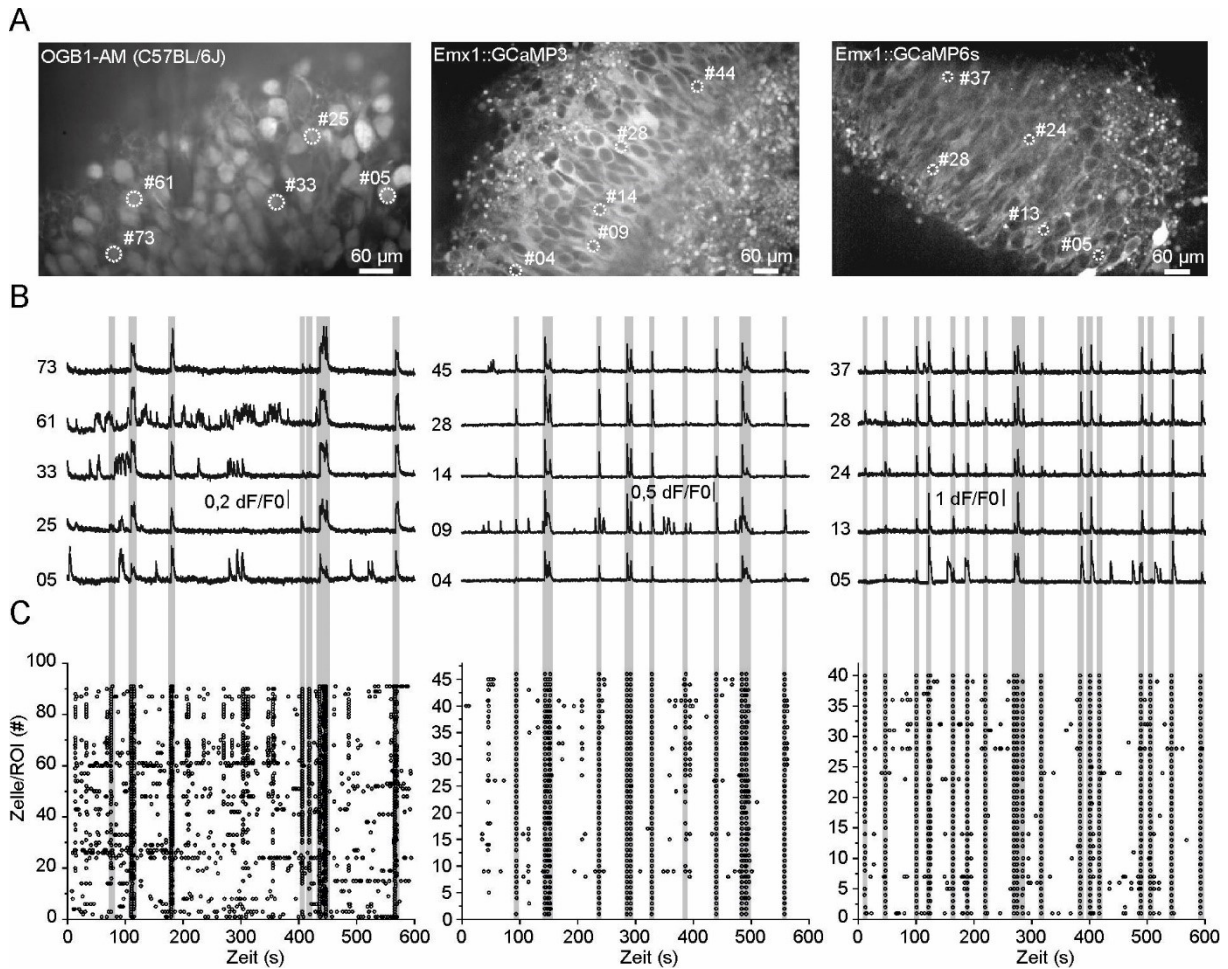 A
OGB1-AM (C57BL/6J)
#25
#61
#33
#05
#73
60 µm
Emx1::GCaMP3
#44
#28
#14
#09
#04
60 µm
Emx1::GCaMP6s
#37
#24
#28
#13
#05
60 µm
B
73
61
33
0,2 dF/F0
25
05
45
28
14
0,5 dF/F0
09
04
37
28
24
1 dF/F0
13
05
C
Zeller/ROI (#)
100
80
60
40
20
0
0 100 200 300 400 500 600
Zeit (s)
45
40
35
30
25
20
15
10
5
0
0 100 200 300 400 500 600
Zeit (s)
40
35
30
25
20
15
10
5
0
0 100 200 300 400 500 600
Zeit (s)